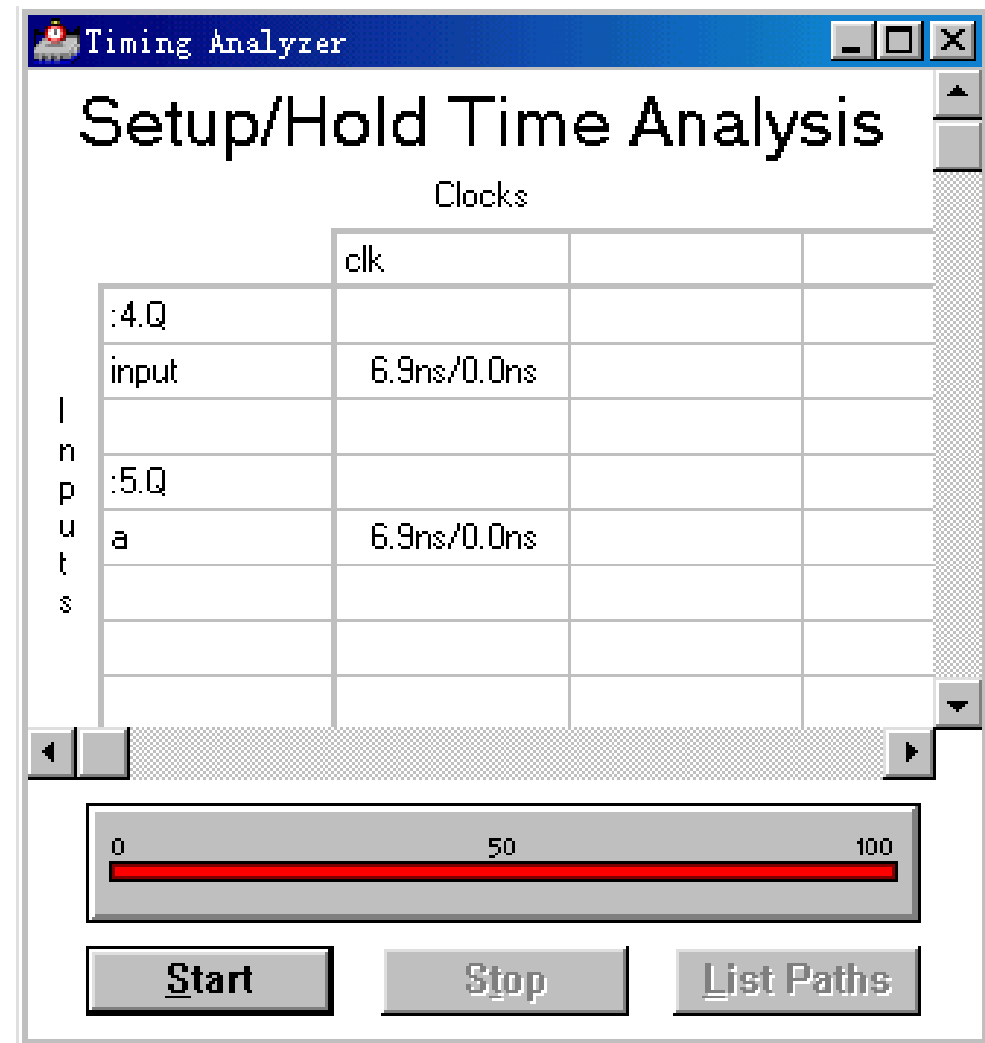 Timing Analyzer
Setup/Hold Time Analysis
Clocks
clk
Inputs
:4.Q
input 6.9ns/0.0ns
:5.Q
a 6.9ns/0.0ns
0 50 100
Start Stop List Paths